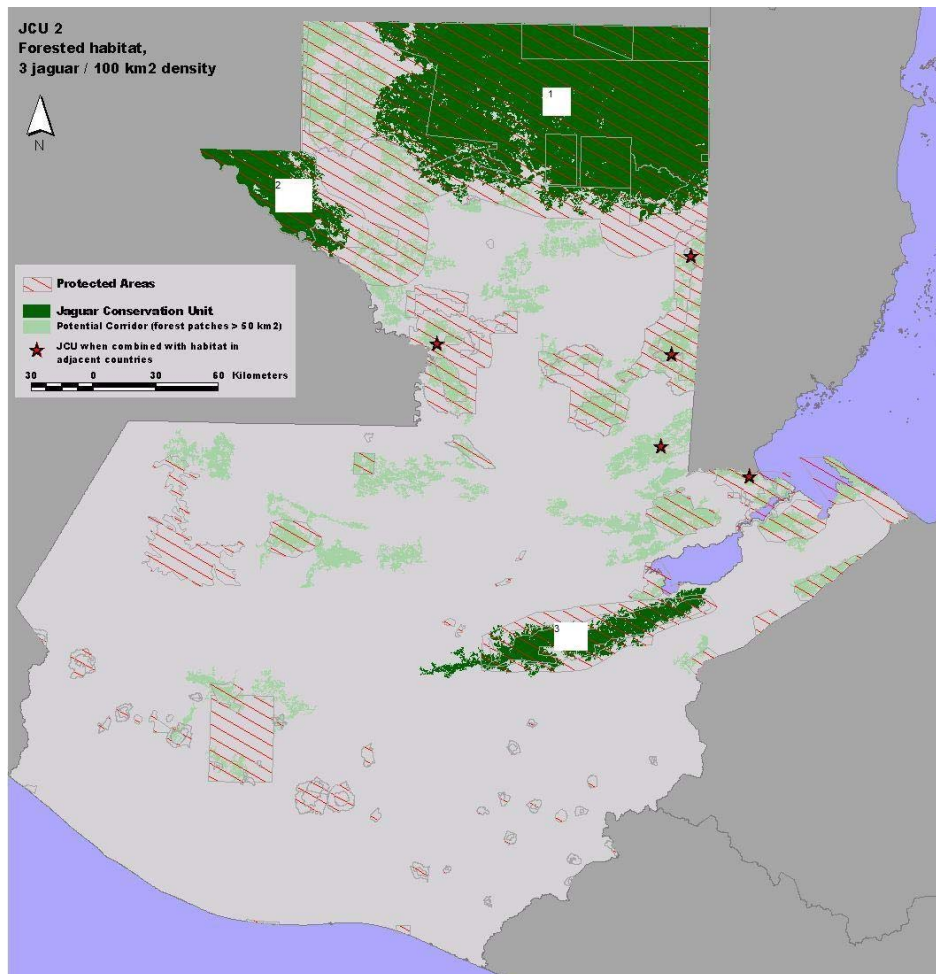 JCU 2
Forested habitat,
3 jaguar / 100 km2 density
N
1
2
Protected Areas
Jaguar Conservation Unit
Potential Corridor (forest patches > 50 km2)
JCU when combined with habitat in
adjacent countries
30 0 30 60 Kilometers
3